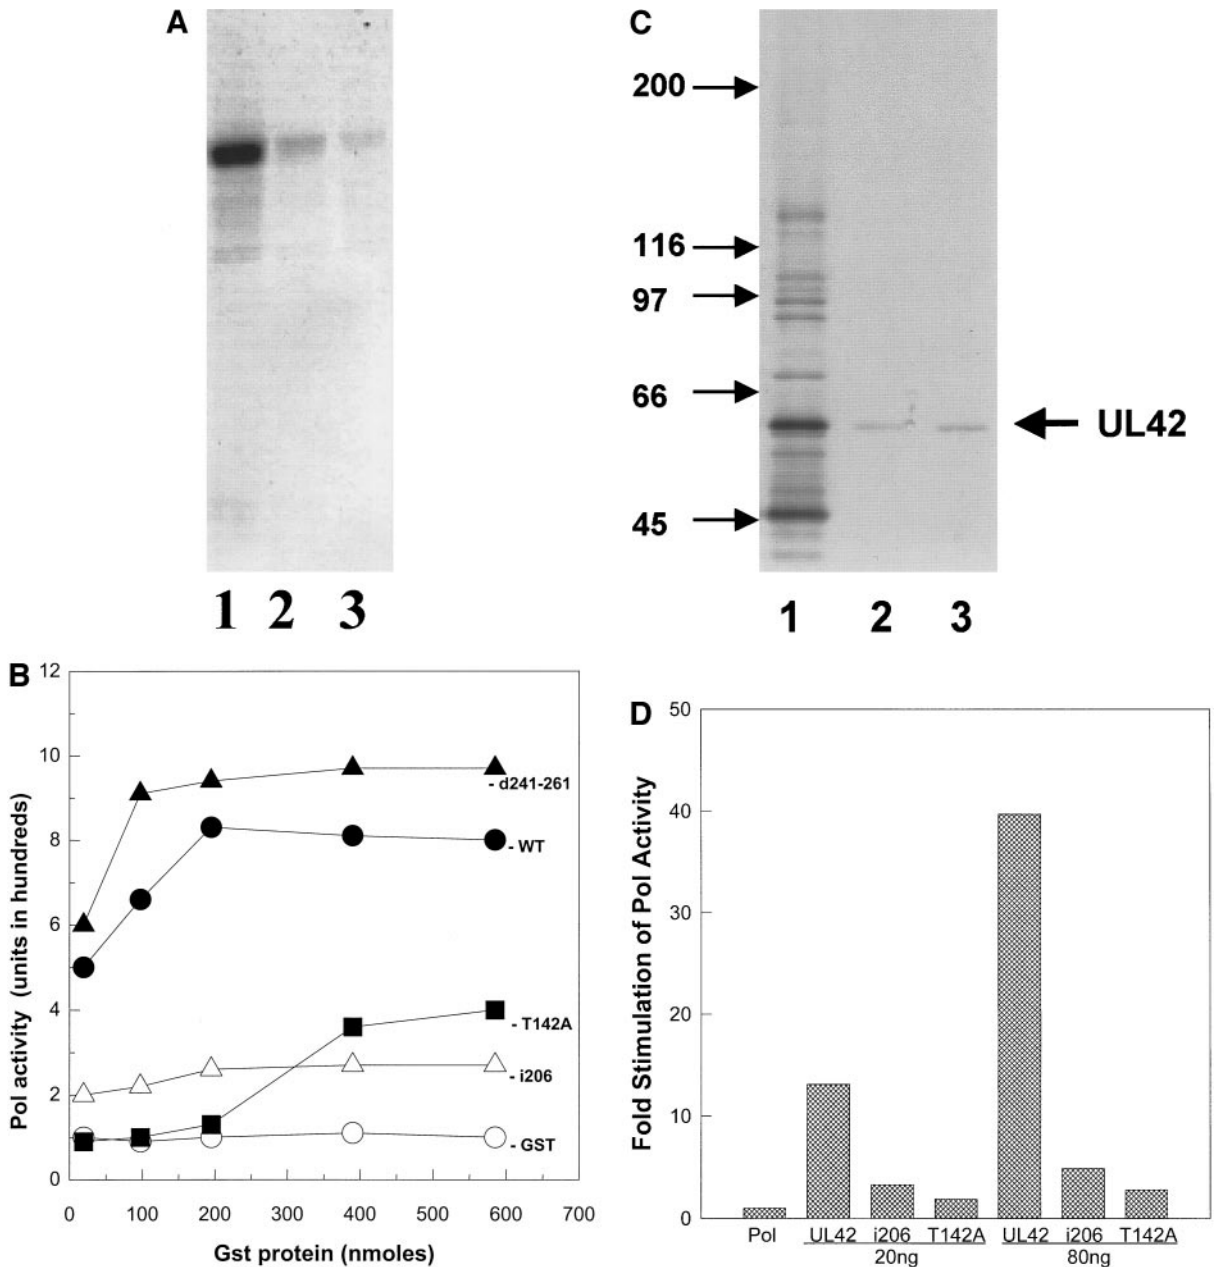 A
1 2 3
C
200
116
97
66
45
UL42
1 2 3
B
12
10
8
6
4
2
0
Pol activity (units in hundreds)
- d241-261
- WT
- T142A
- i206
- GST
0 100 200 300 400 500 600 700
Gst protein (nmoles)
D
50
40
30
20
10
0
Fold Stimulation of Pol Activity
Pol UL42 i206 T142A UL42 i206 T142A
20ng 80ng